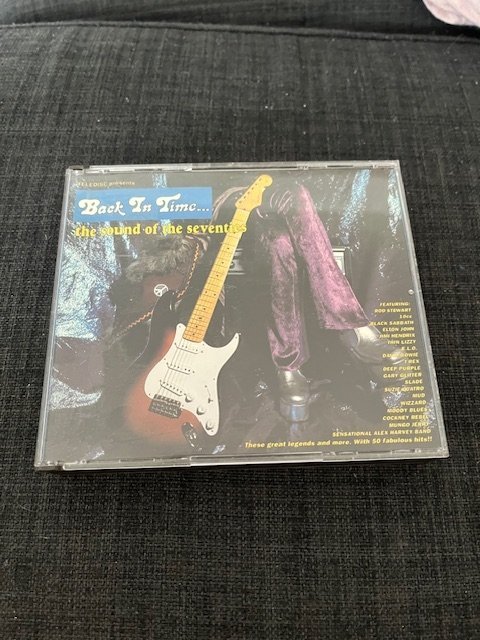 TELEDISC presents
Back In Time...
the sound of the seventies
FEATURING:
ROD STEWART
10cc
BLACK SABBATH
ELTON JOHN
JIMI HENDRIX
THIN LIZZY
E.L.O.
DAVID BOWIE
T REX
DEEP PURPLE
GARY GLITTER
SLADE
SUZIE QUATRO
MUD
WIZZARD
MOODY BLUES
COCKNEY REBEL
MUNGO JERRY
SENSATIONAL ALEX HARVEY BAND
These great legends and more. With 50 fabulous hits!!